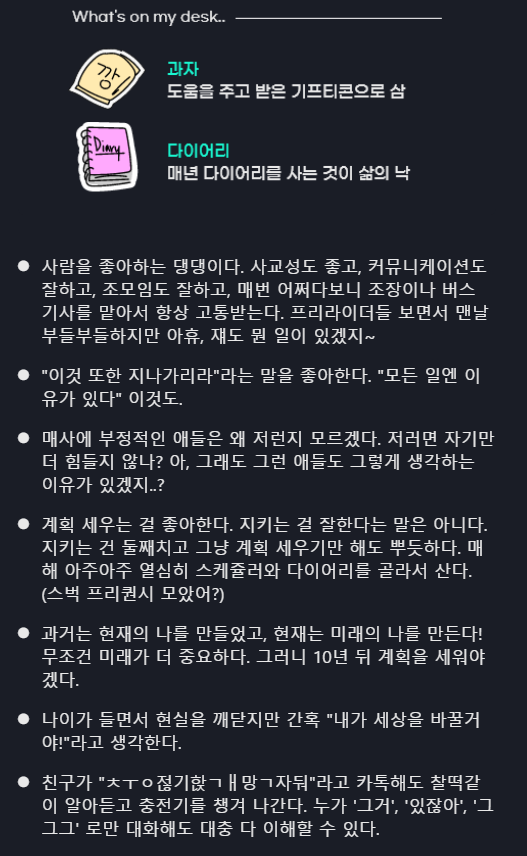 What's on my desk..
깡
과자
도움을 주고 받은 기프티콘으로 삼
Diary
다이어리
매년 다이어리를 사는 것이 삶의 낙
● 사람을 좋아하는 댕댕이다. 사교성도 좋고, 커뮤니케이션도
잘하고, 조모임도 잘하고, 매번 어쩌다보니 조장이나 버스
기사를 맡아서 항상 고통받는다. 프리라이더들 보면서 맨날
부들부들하지만 아휴, 쟤도 뭔 일이 있겠지~
● "이것 또한 지나가리라"라는 말을 좋아한다. "모든 일엔 이
유가 있다" 이것도.
● 매사에 부정적인 애들은 왜 저런지 모르겠다. 저러면 자기만
더 힘들지 않나? 아, 그래도 그런 애들도 그렇게 생각하는
이유가 있겠지..?
● 계획 세우는 걸 좋아한다. 지키는 걸 잘한다는 말은 아니다.
지키는 건 둘째치고 그냥 계획 세우기만 해도 뿌듯하다. 매
해 아주아주 열심히 스케쥴러와 다이어리를 골라서 산다.
(스벅 프리퀀시 모았어?)
● 과거는 현재의 나를 만들었고, 현재는 미래의 나를 만든다!
무조건 미래가 더 중요하다. 그러니 10년 뒤 계획을 세워야
겠다.
● 나이가 들면서 현실을 깨닫지만 간혹 "내가 세상을 바꿀거
야!"라고 생각한다.
● 친구가 "ㅊㅜㅇ젆기핝ㄱㅐ망ㄱ자둬"라고 카톡해도 찰떡같
이 알아듣고 충전기를 챙겨 나간다. 누가 '그거', '있잖아', '그
그그' 로만 대화해도 대충 다 이해할 수 있다.